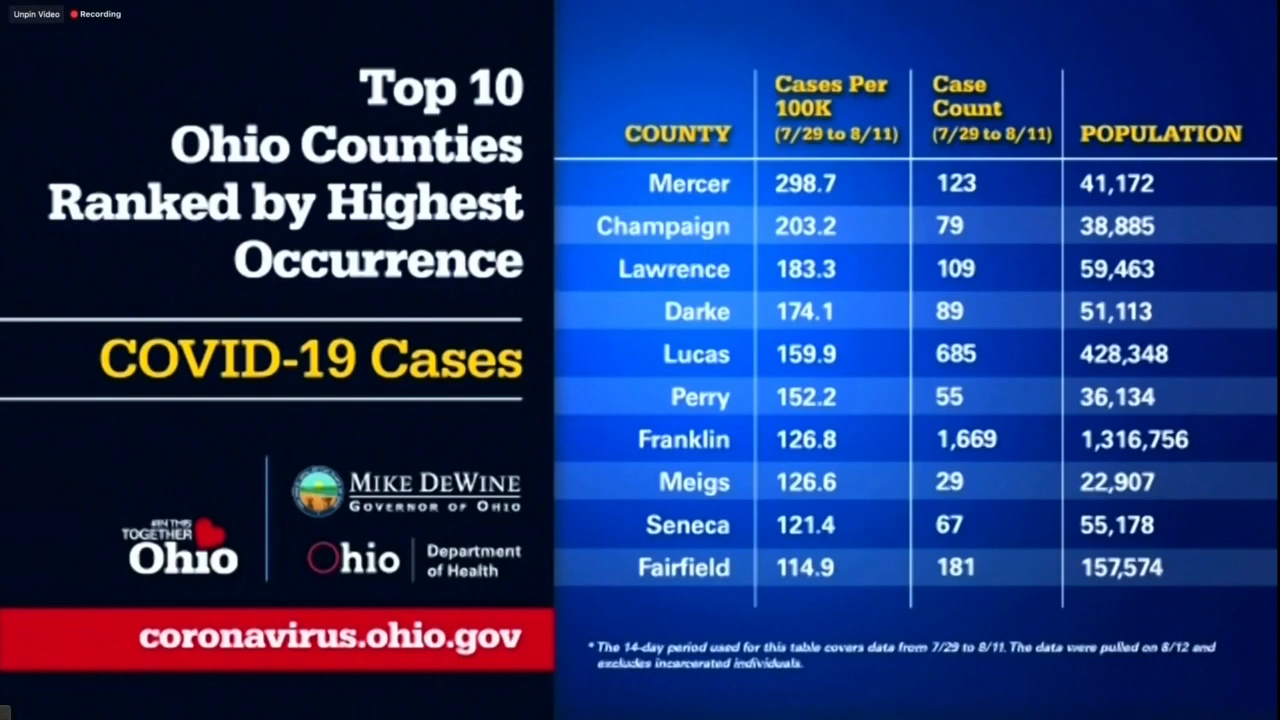 Unpin Video Recording
Top 10
Ohio Counties
Ranked by Highest
Occurrence
COVID-19 Cases
#IN THIS
TOGETHER
Ohio
MIKE DEWINE
GOVERNOR OF OHIO
Ohio
Department
of Health
coronavirus.ohio.gov
COUNTY Cases Per 100K (7/29 to 8/11) Case Count (7/29 to 8/11) POPULATION
Mercer 298.7 123 41,172
Champaign 203.2 79 38,885
Lawrence 183.3 109 59,463
Darke 174.1 89 51,113
Lucas 159.9 685 428,348
Perry 152.2 55 36,134
Franklin 126.8 1,669 1,316,756
Meigs 126.6 29 22,907
Seneca 121.4 67 55,178
Fairfield 114.9 181 157,574
* The 14-day period used for this table covers data from 7/29 to 8/11. The data were pulled on 8/12 and
excludes incarcerated individuals.